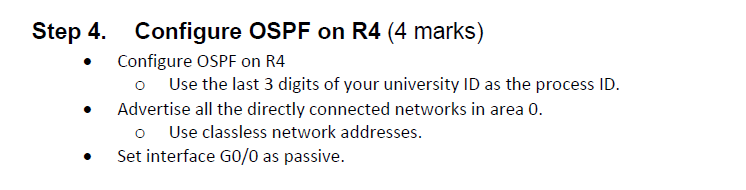 Step 4. Configure OSPF on R4 (4 marks)
• Configure OSPF on R4
o Use the last 3 digits of your university ID as the process ID.
• Advertise all the directly connected networks in area 0.
o Use classless network addresses.
• Set interface G0/0 as passive.